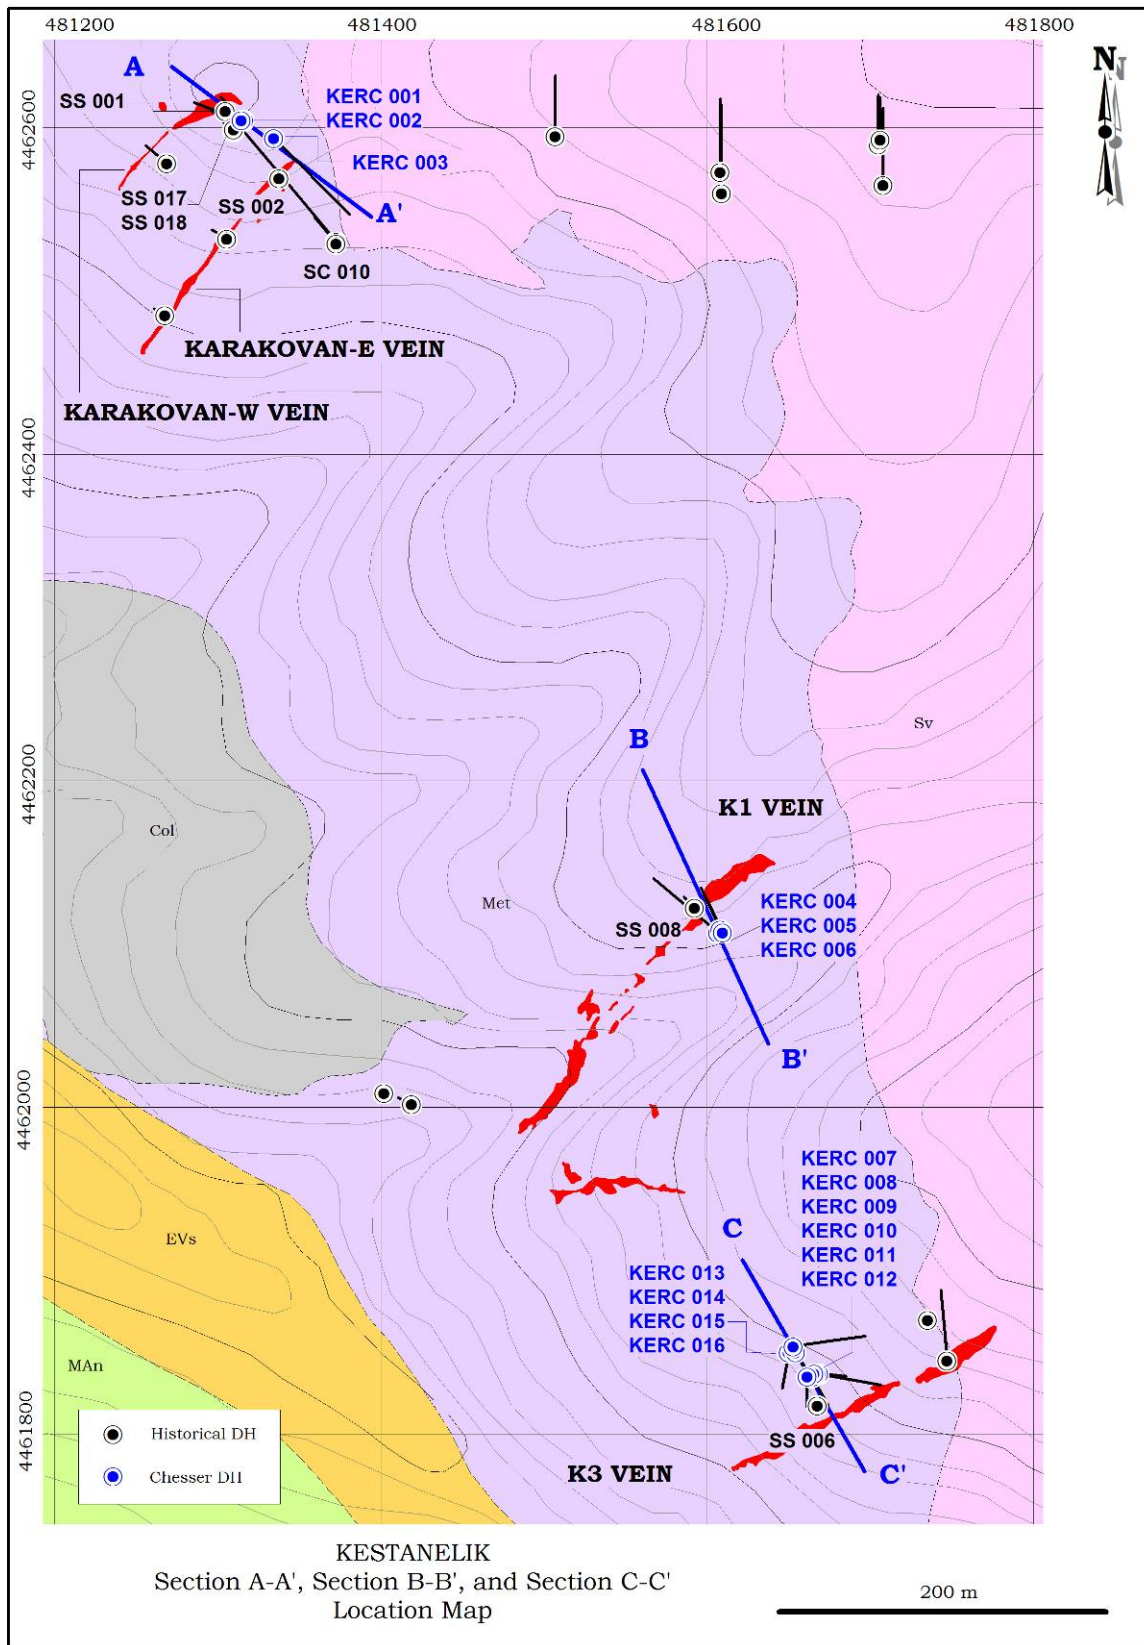 481200 481400 481600 481800
N
A
SS 001
KERC 001
KERC 002
4462600
KERC 003
SS 017
SS 018
SS 002
A'
SC 010
KARAKOVAN-E VEIN
KARAKOVAN-W VEIN
4462400
Sv
B
4462200
K1 VEIN
Col
Met
SS 008
KERC 004
KERC 005
KERC 006
B'
4462000
KERC 007
KERC 008
KERC 009
KERC 010
KERC 011
KERC 012
EVs
C
KERC 013
KERC 014
KERC 015
KERC 016
MAn
4461800
Historical DH
SS 006
K3 VEIN
C'
Chesser DH
KESTANELIK
Section A-A', Section B-B', and Section C-C'
Location Map
200 m